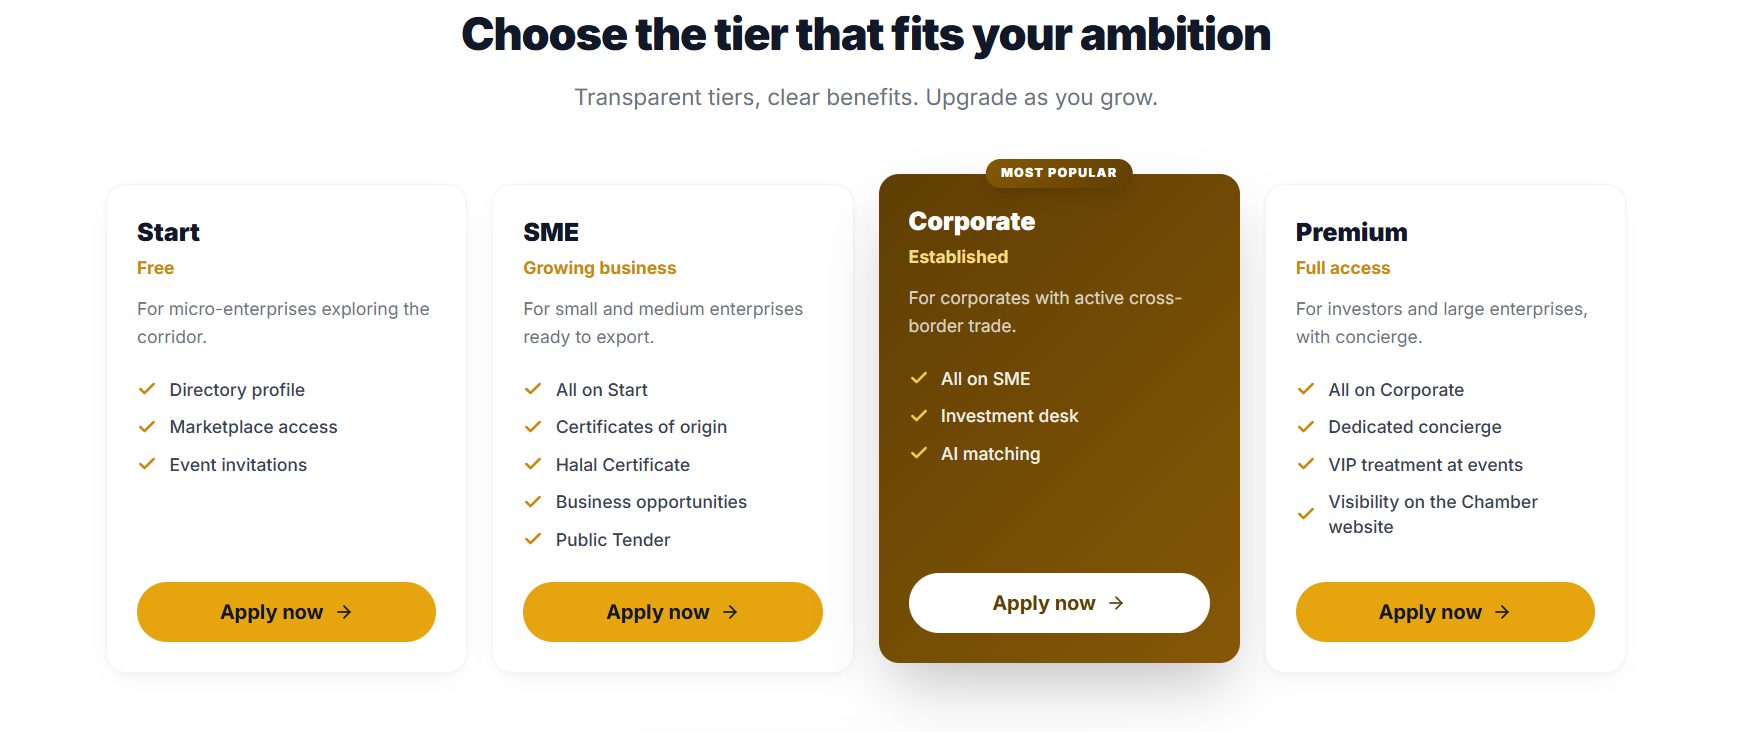 Choose the tier that fits your ambition
Transparent tiers, clear benefits. Upgrade as you grow.
Start
Free
For micro-enterprises exploring the
corridor.
Directory profile
Marketplace access
Event invitations
Apply now
SME
Growing business
For small and medium enterprises
ready to export.
All on Start
Certificates of origin
Halal Certificate
Business opportunities
Public Tender
Apply now
MOST POPULAR
Corporate
Established
For corporates with active cross-
border trade.
All on SME
Investment desk
AI matching
Apply now
Premium
Full access
For investors and large enterprises,
with concierge.
All on Corporate
Dedicated concierge
VIP treatment at events
Visibility on the Chamber
website
Apply now